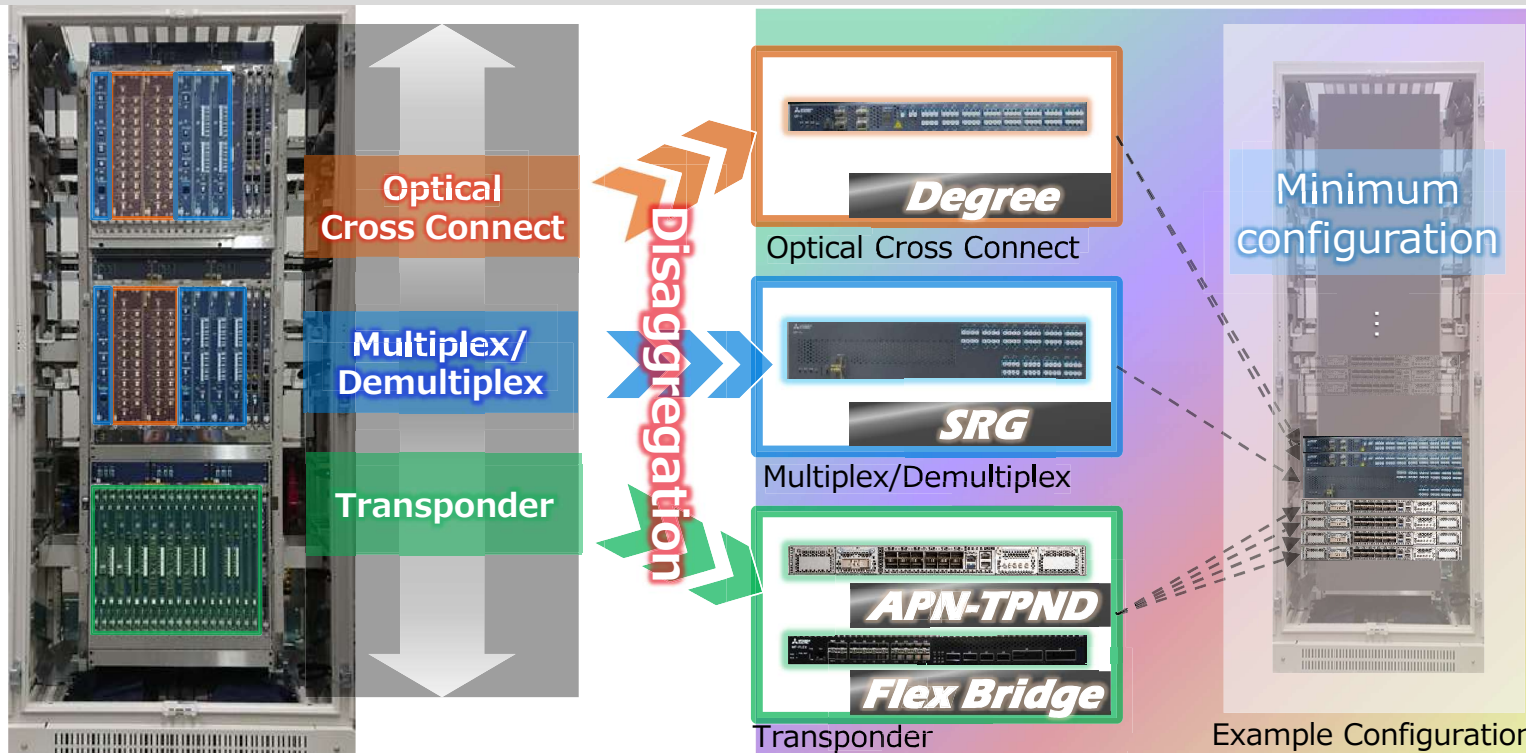 Optical
Cross Connect
Multiplex/
Demultiplex
Transponder
Disaggregation
Degree
Optical Cross Connect
SRG
Multiplex/Demultiplex
APN-TPND
Flex Bridge
Transponder
Minimum
configuration
Example Configuration